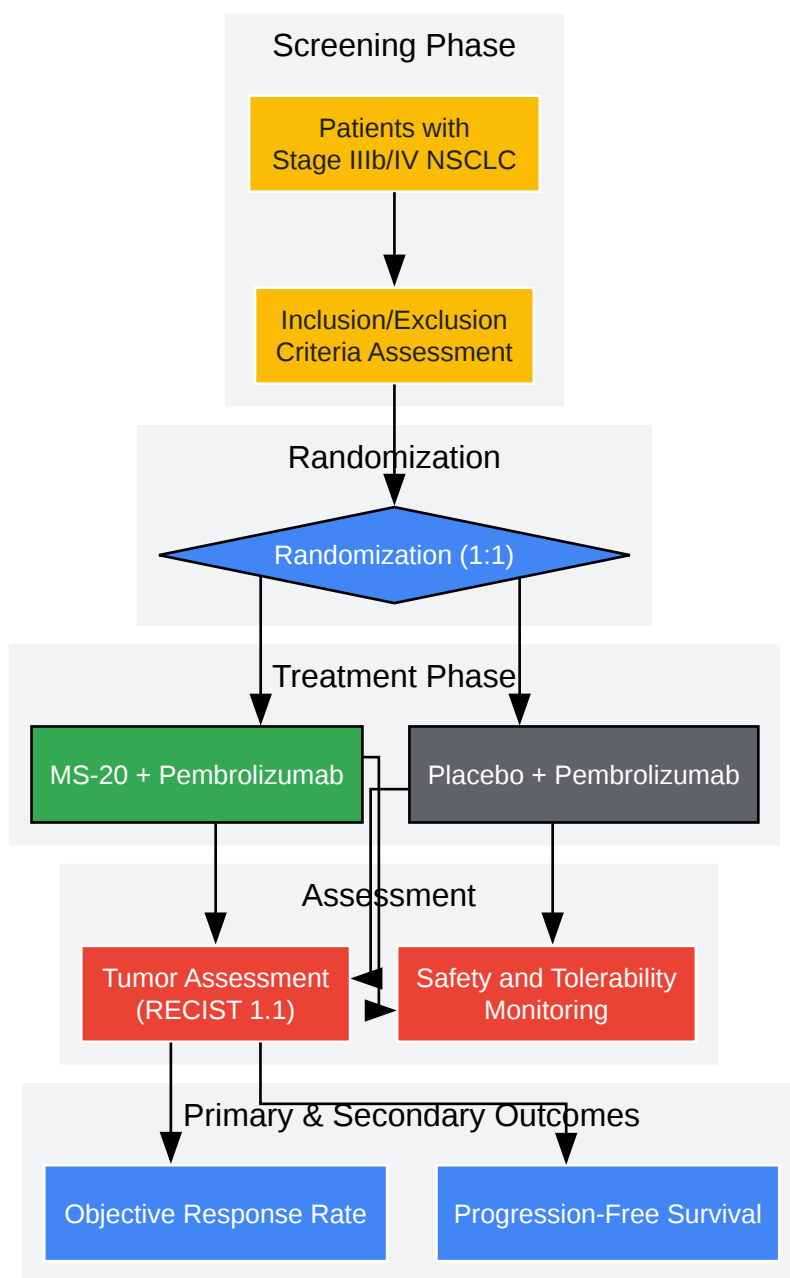 Screening Phase
Patients with
Stage IIIb/IV NSCLC
Inclusion/Exclusion
Criteria Assessment
Randomization
Randomization (1:1)
Treatment Phase
MS-20 + Pembrolizumab
Placebo + Pembrolizumab
Assessment
Tumor Assessment
(RECIST 1.1)
Safety and Tolerability
Monitoring
Primary & Secondary Outcomes
Objective Response Rate
Progression-Free Survival